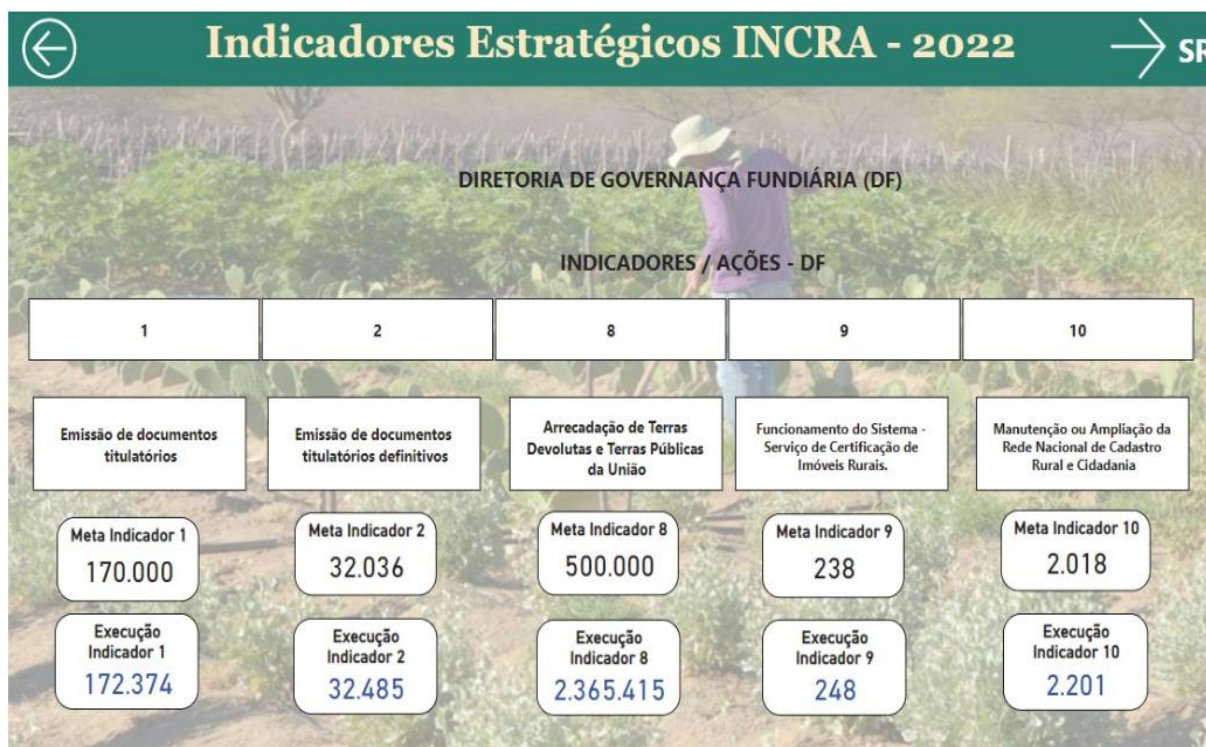 Indicadores Estratégicos INCRA - 2022
SR
DIRETORIA DE GOVERNANÇA FUNDIÁRIA (DF)
INDICADORES / AÇÕES - DF
1
2
8
9
10
Emissão de documentos
titulatórios
Emissão de documentos
titulatórios definitivos
Arrecadação de Terras
Devolutas e Terras Públicas
da União
Funcionamento do Sistema -
Serviço de Certificação de
Imóveis Rurais.
Manutenção ou Ampliação da
Rede Nacional de Cadastro
Rural e Cidadania
Meta Indicador 1
170.000
Meta Indicador 2
32.036
Meta Indicador 8
500.000
Meta Indicador 9
238
Meta Indicador 10
2.018
Execução
Indicador 1
172.374
Execução
Indicador 2
32.485
Execução
Indicador 8
2.365.415
Execução
Indicador 9
248
Execução
Indicador 10
2.201